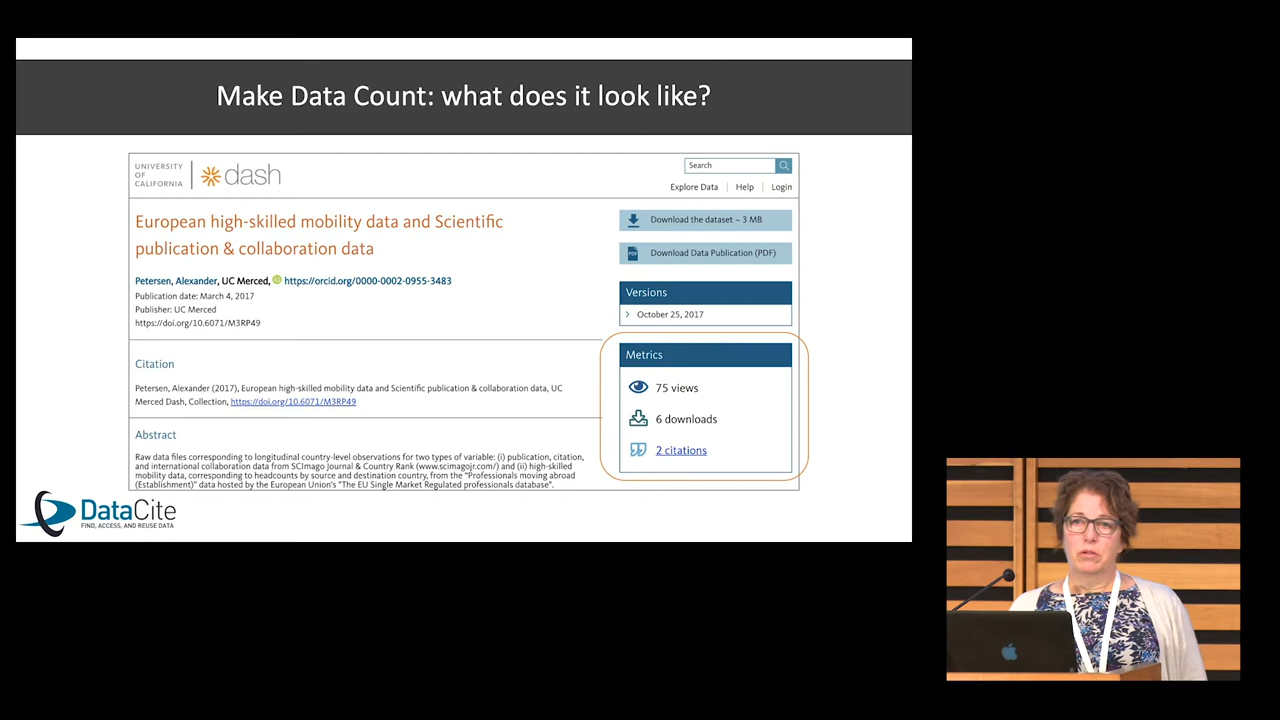 Make Data Count: what does it look like?
UNIVERSITY
OF
CALIFORNIA
dash
Search
Explore Data
Help
Login
European high-skilled mobility data and Scientific
publication & collaboration data
Petersen, Alexander, UC Merced, iD https://orcid.org/0000-0002-0955-3483
Publication date: March 4, 2017
Publisher: UC Merced
https://doi.org/10.6071/M3RP49
Download the dataset ~ 3 MB
PDF Download Data Publication (PDF)
Versions
> October 25, 2017
Metrics
75 views
6 downloads
2 citations
Citation
Petersen, Alexander (2017), European high-skilled mobility data and Scientific publication & collaboration data, UC
Merced Dash, Collection, https://doi.org/10.6071/M3RP49
Abstract
Raw data files corresponding to longitudinal country-level observations for two types of variable: (i) publication, citation,
and international collaboration data from SCImago Journal & Country Rank (www.scimagojr.com/) and (ii) high-skilled
mobility data, corresponding to headcounts by source and destination country, from the "Professionals moving abroad
(Establishment)" data hosted by the European Union's "The EU Single Market Regulated professionals database".
DataCite
FIND, ACCESS, AND REUSE DATA